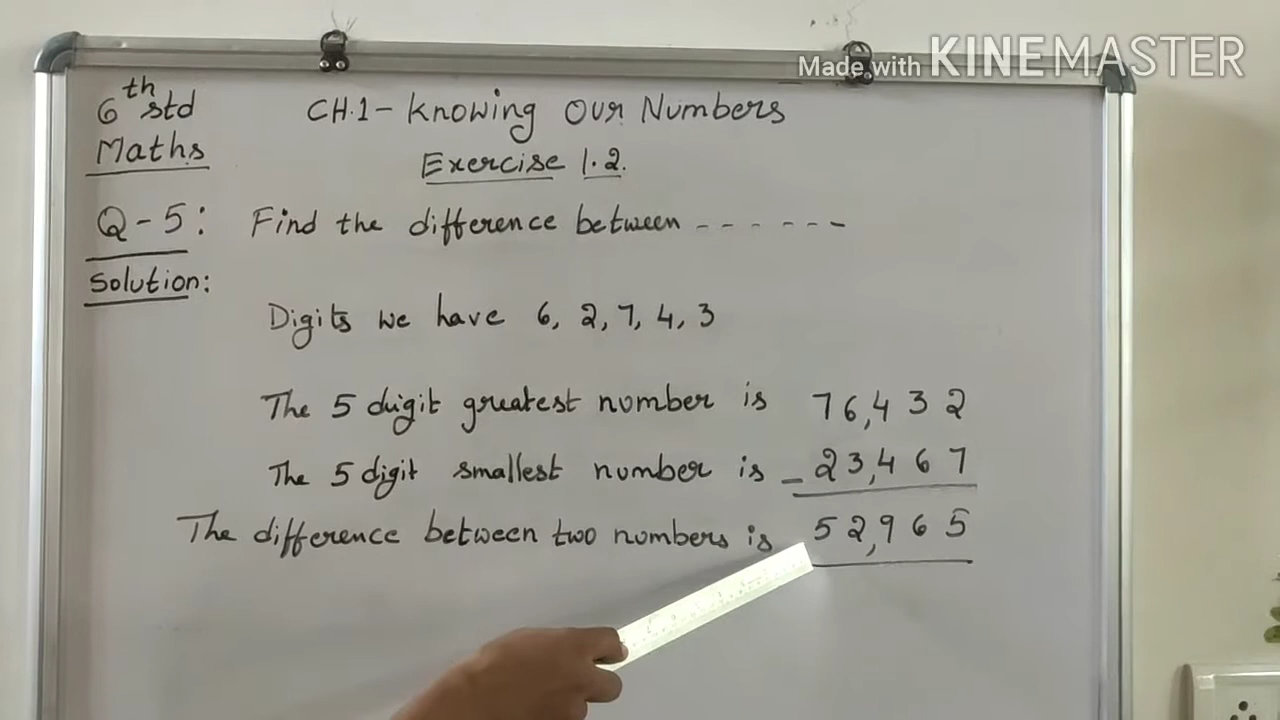 Made with KINEMASTER
6th std
Maths
CH.1 - Knowing Our Numbers
Exercise 1.2.
Q-5: Find the difference between ------
Solution:
Digits we have 6, 2, 7, 4, 3
The 5 duigit greatest number is 76,432
The 5 digit smallest number is - 23,467
The difference between two numbers is 52,965